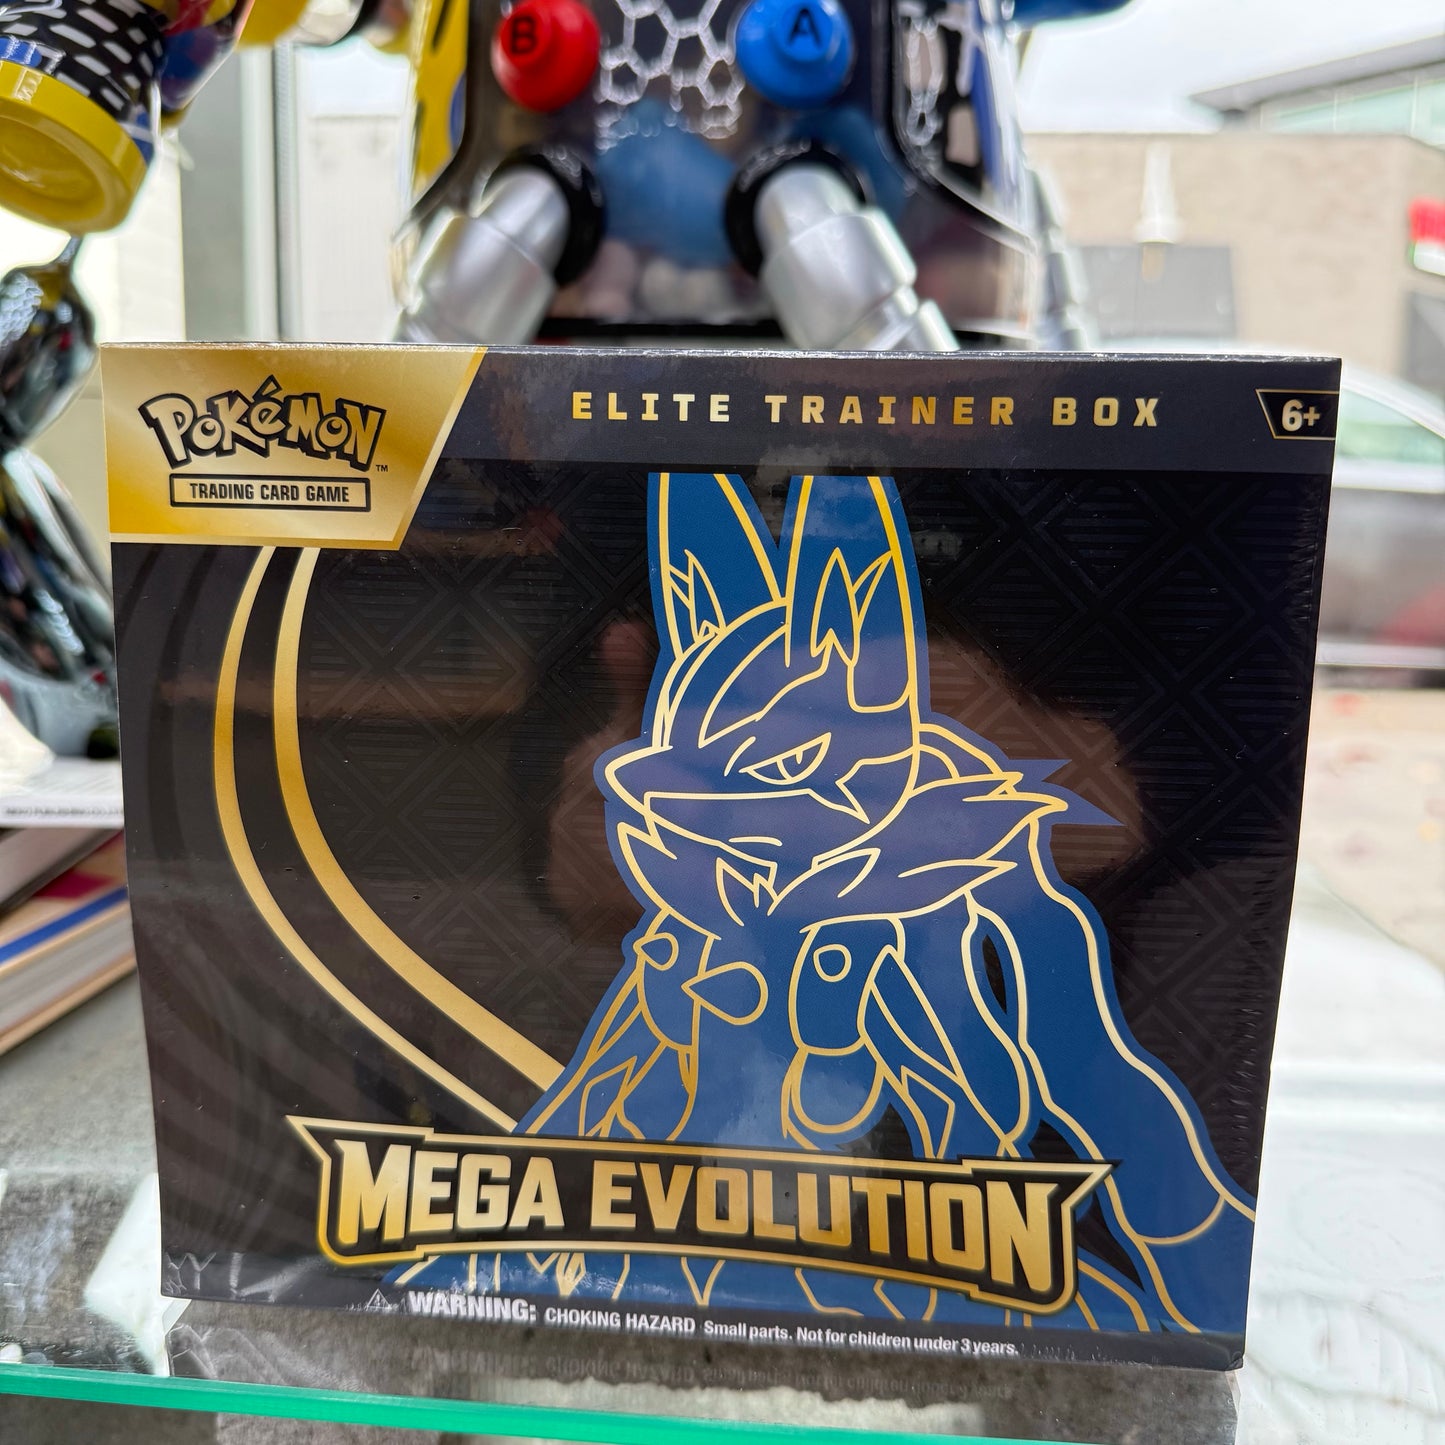 B
A
POKéMON
™
TRADING CARD GAME
ELITE TRAINER BOX
6+
MEGA EVOLUTION
WARNING: CHOKING HAZARD Small parts. Not for children under 3 years.